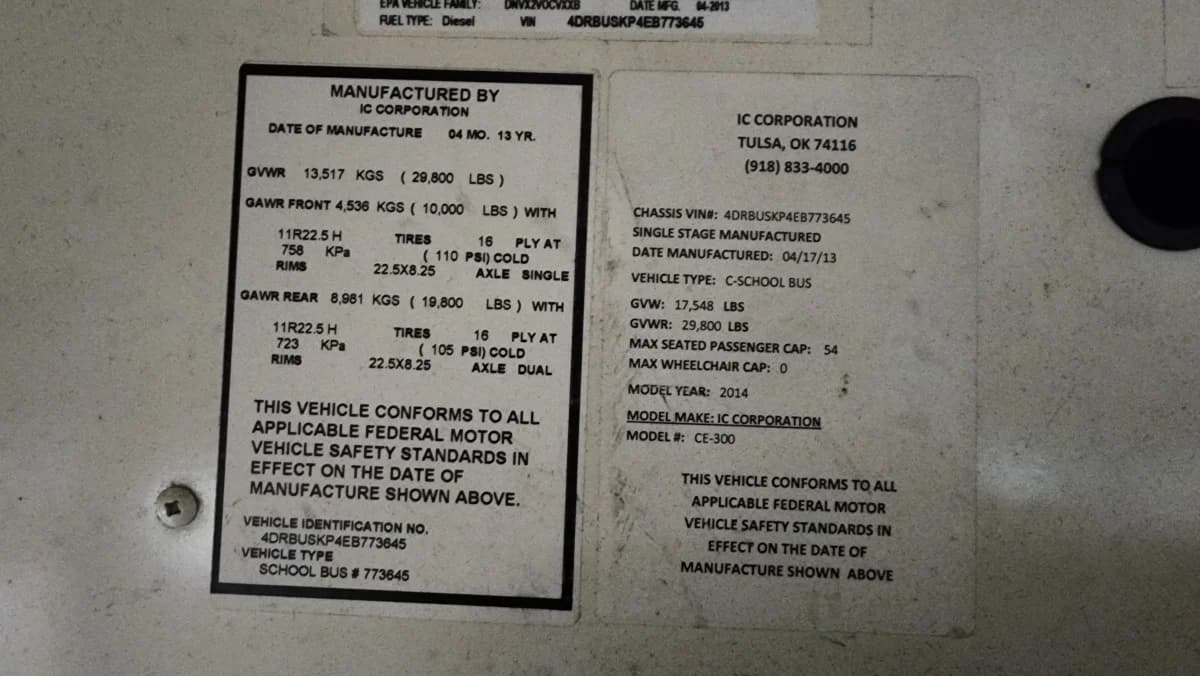 EPA VEHICLE FAMILY: DNVX2VOCVXXB DATE MFG. 04-2013
FUEL TYPE: Diesel VIN 4DRBUSKP4EB773645
MANUFACTURED BY
IC CORPORATION
DATE OF MANUFACTURE 04 MO. 13 YR.
GVWR 13,517 KGS ( 29,800 LBS )
GAWR FRONT 4,536 KGS ( 10,000 LBS ) WITH
11R22.5 H TIRES 16 PLY AT
758 KPa ( 110 PSI) COLD
RIMS 22.5X8.25 AXLE SINGLE
GAWR REAR 8,981 KGS ( 19,800 LBS ) WITH
11R22.5 H TIRES 16 PLY AT
723 KPa ( 105 PSI) COLD
RIMS 22.5X8.25 AXLE DUAL
THIS VEHICLE CONFORMS TO ALL
APPLICABLE FEDERAL MOTOR
VEHICLE SAFETY STANDARDS IN
EFFECT ON THE DATE OF
MANUFACTURE SHOWN ABOVE.
VEHICLE IDENTIFICATION NO.
4DRBUSKP4EB773645
VEHICLE TYPE
SCHOOL BUS # 773645
IC CORPORATION
TULSA, OK 74116
(918) 833-4000
CHASSIS VIN#: 4DRBUSKP4EB773645
SINGLE STAGE MANUFACTURED
DATE MANUFACTURED: 04/17/13
VEHICLE TYPE: C-SCHOOL BUS
GVW: 17,548 LBS
GVWR: 29,800 LBS
MAX SEATED PASSENGER CAP: 54
MAX WHEELCHAIR CAP: 0
MODEL YEAR: 2014
MODEL MAKE: IC CORPORATION
MODEL #: CE-300
THIS VEHICLE CONFORMS TO ALL
APPLICABLE FEDERAL MOTOR
VEHICLE SAFETY STANDARDS IN
EFFECT ON THE DATE OF
MANUFACTURE SHOWN ABOVE